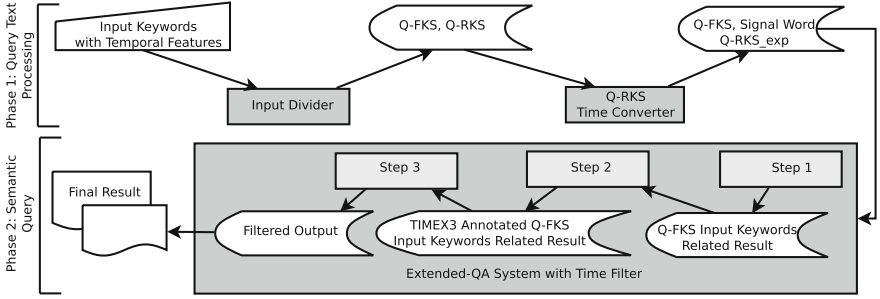 Phase 1: Query Text
Processing
Input Keywords
with Temporal Features
Input Divider
Q-FKS, Q-RKS
Q-RKS
Time Converter
Q-FKS, Signal Word
Q-RKS_exp
Phase 2: Semantic
Query
Step 1
Q-FKS Input Keywords
Related Result
Step 2
TIMEX3 Annotated Q-FKS
Input Keywords Related Result
Step 3
Filtered Output
Final Result
Extended-QA System with Time Filter